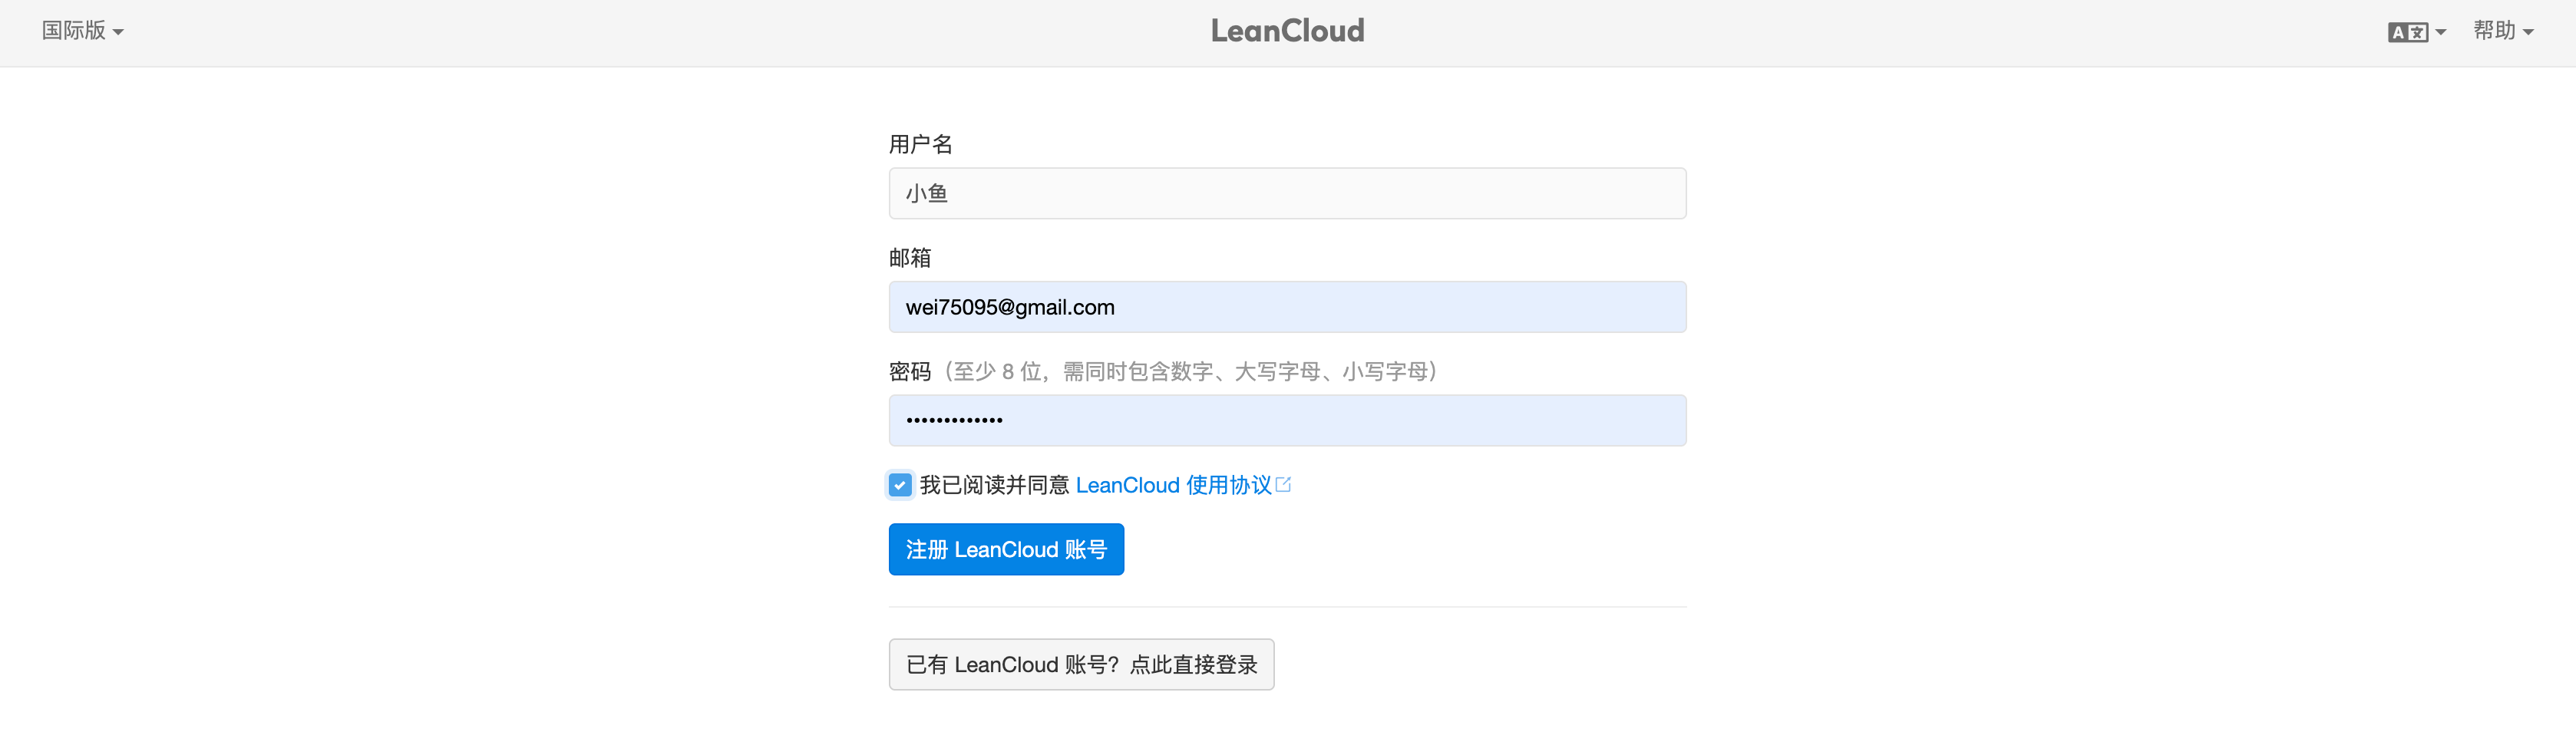 国际版
LeanCloud
A文
帮助
用户名
小鱼
邮箱
wei75095@gmail.com
密码（至少 8 位，需同时包含数字、大写字母、小写字母）
•••••••••••••
我已阅读并同意 LeanCloud 使用协议
注册 LeanCloud 账号
已有 LeanCloud 账号？点此直接登录